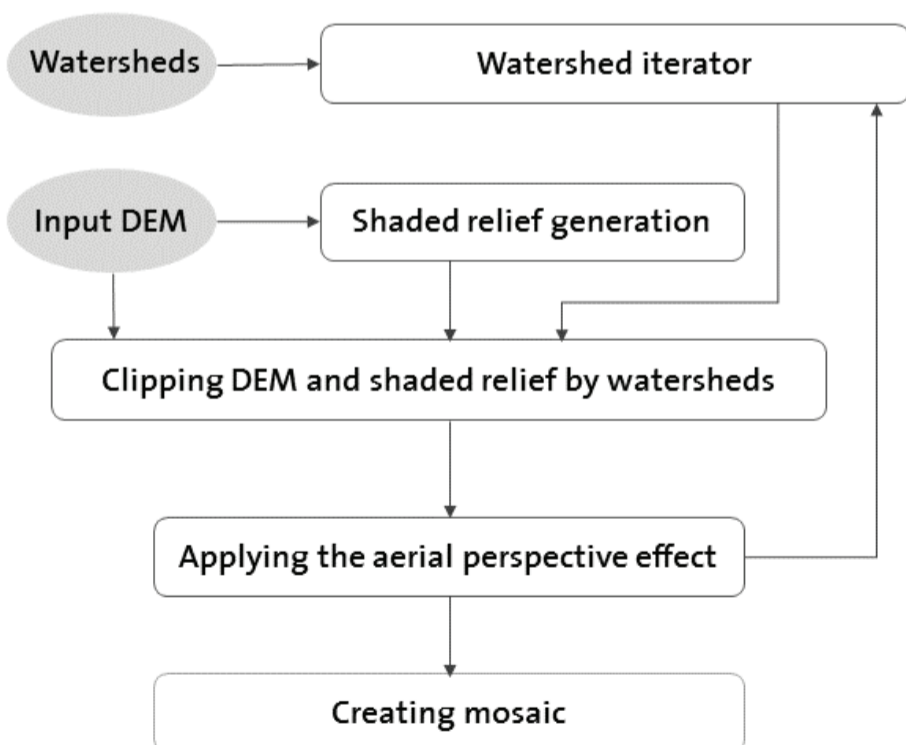 Watersheds
Watershed iterator
Input DEM
Shaded relief generation
Clipping DEM and shaded relief by watersheds
Applying the aerial perspective effect
Creating mosaic